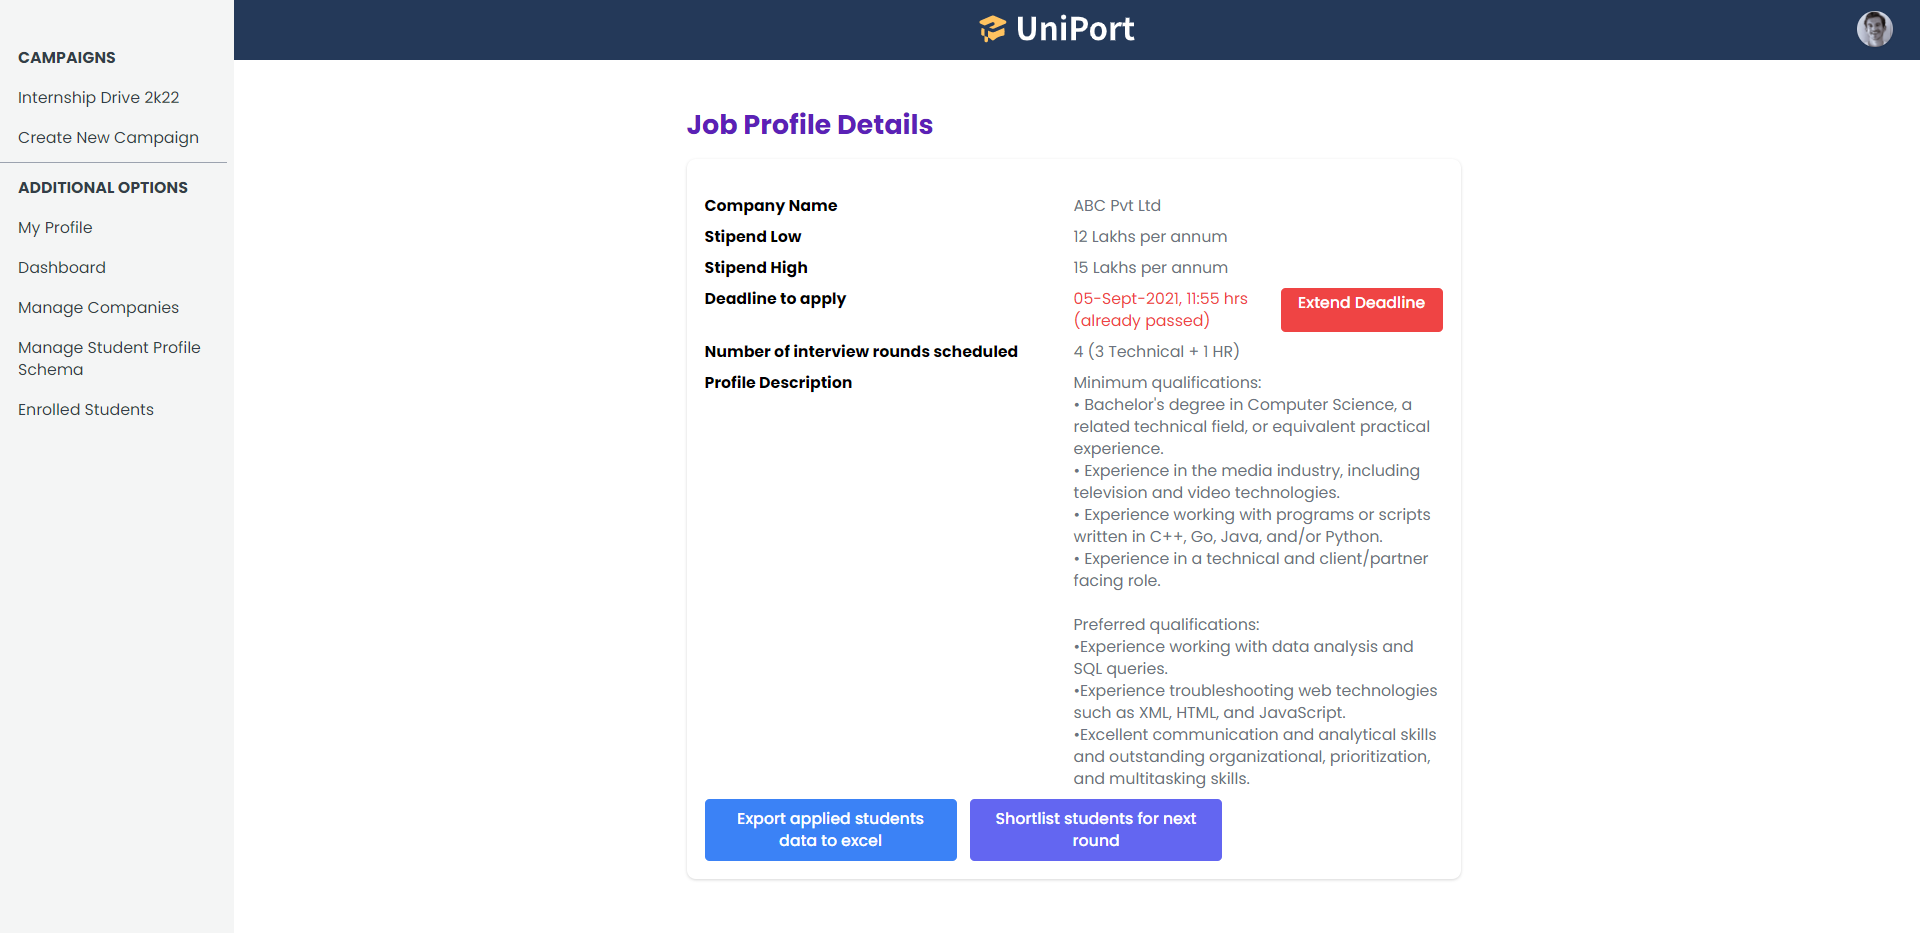 UniPort
CAMPAIGNS
Internship Drive 2k22
Create New Campaign
ADDITIONAL OPTIONS
My Profile
Dashboard
Manage Companies
Manage Student Profile
Schema
Enrolled Students
Job Profile Details
Company Name ABC Pvt Ltd
Stipend Low 12 Lakhs per annum
Stipend High 15 Lakhs per annum
Deadline to apply 05-Sept-2021, 11:55 hrs Extend Deadline
(already passed)
Number of interview rounds scheduled 4 (3 Technical + 1 HR)
Profile Description Minimum qualifications:
• Bachelor's degree in Computer Science, a
related technical field, or equivalent practical
experience.
• Experience in the media industry, including
television and video technologies.
• Experience working with programs or scripts
written in C++, Go, Java, and/or Python.
• Experience in a technical and client/partner
facing role.
Preferred qualifications:
•Experience working with data analysis and
SQL queries.
•Experience troubleshooting web technologies
such as XML, HTML, and JavaScript.
•Excellent communication and analytical skills
and outstanding organizational, prioritization,
and multitasking skills.
Export applied students
data to excel
Shortlist students for next
round